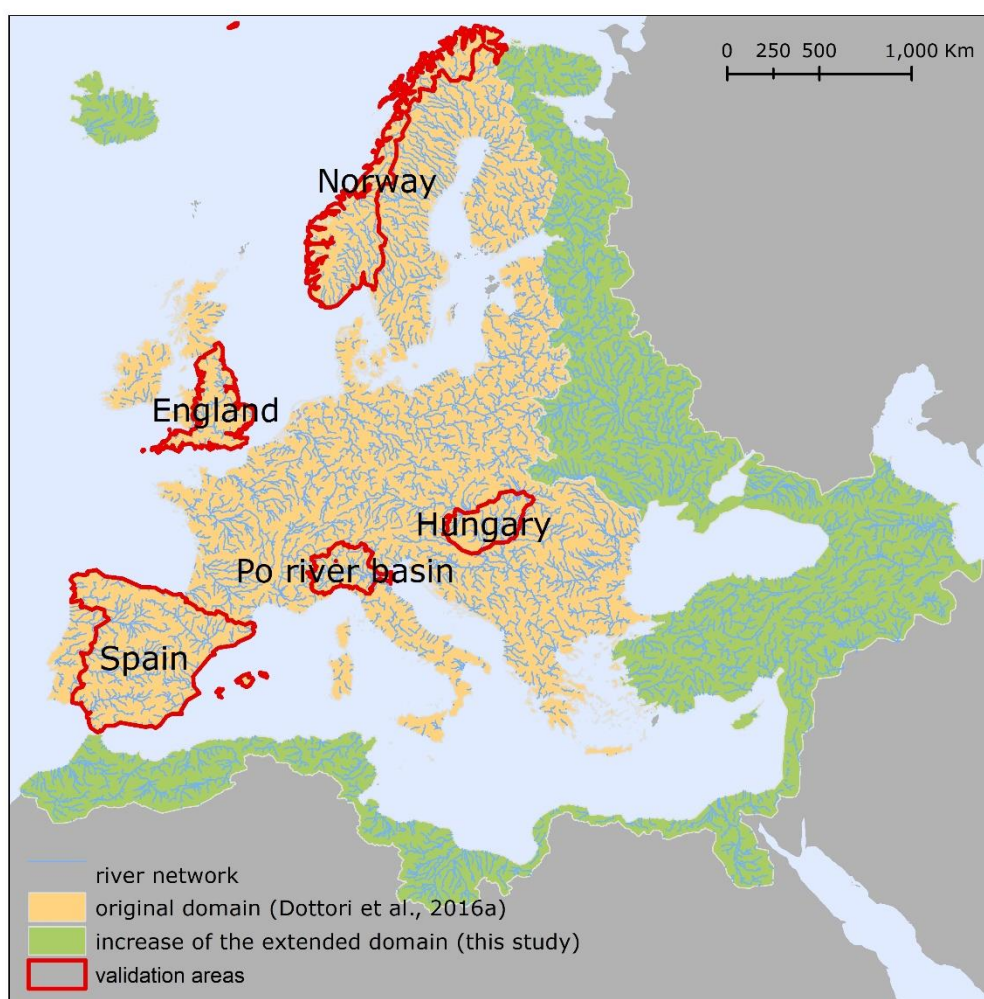 0 250 500 1,000 Km
Norway
England
Hungary
Po river basin
Spain
river network
original domain (Dottori et al., 2016a)
increase of the extended domain (this study)
validation areas